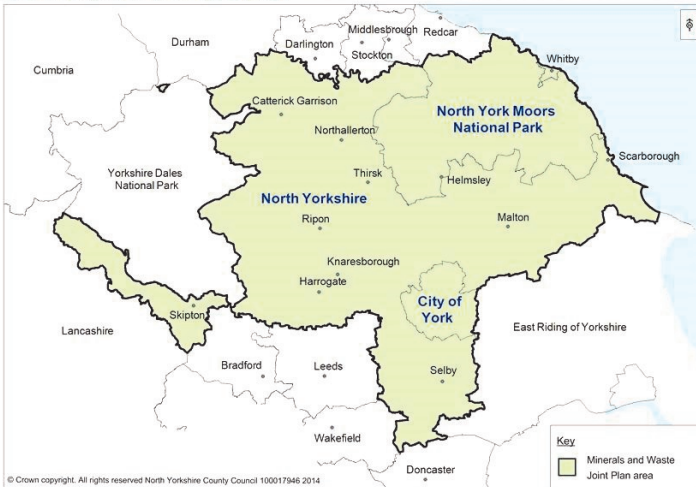 Middlesbrough
Redcar
Durham
Darlington
Stockton
Whitby
Cumbria
Catterick Garrison
North York Moors
National Park
Northallerton
Scarborough
Yorkshire Dales
National Park
Thirsk
Helmsley
North Yorkshire
Ripon
Malton
Knaresborough
Harrogate
City of
York
Skipton
Lancashire
East Riding of Yorkshire
Bradford
Leeds
Selby
Wakefield
Key
Minerals and Waste
Joint Plan area
Doncaster
© Crown copyright. All rights reserved North Yorkshire County Council 100017946 2014